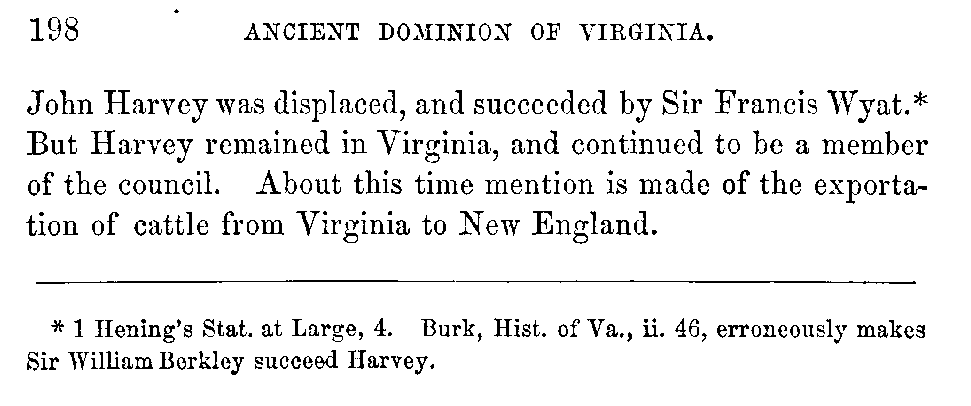 198 ANCIENT DOMINION OF VIRGINIA.
John Harvey was displaced, and succeeded by Sir Francis Wyat.*
But Harvey remained in Virginia, and continued to be a member
of the council. About this time mention is made of the exporta-
tion of cattle from Virginia to New England.
* 1 Hening's Stat. at Large, 4. Burk, Hist. of Va., ii. 46, erroneously makes
Sir William Berkley succeed Harvey.